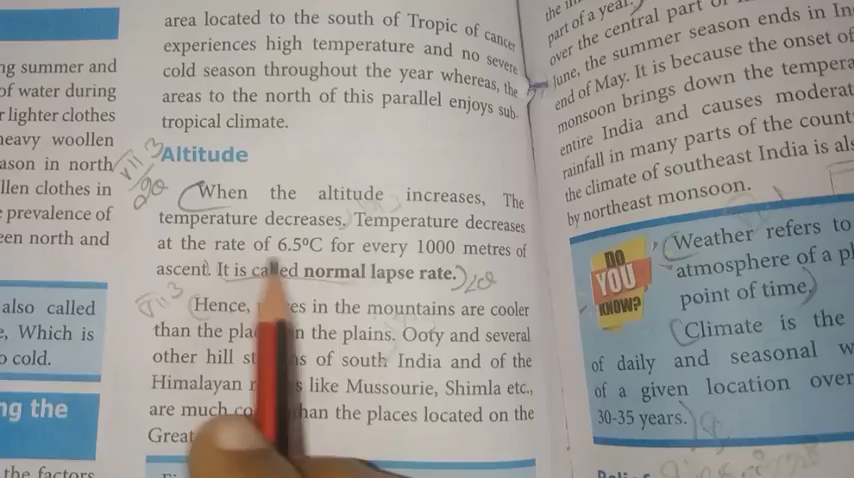 ng summer and
of water during
r lighter clothes
heavy woollen
ason in north
llen clothes in
prevalence of
een north and
also called
e, Which is
o cold.
ng the
the factors
area located to the south of Tropic of cancer
experiences high temperature and no severe
cold season throughout the year whereas, the
areas to the north of this parallel enjoys sub-
tropical climate.
Altitude
When the altitude increases, The
temperature decreases. Temperature decreases
at the rate of 6.5°C for every 1000 metres of
ascent. It is called normal lapse rate.
Hence, es in the mountains are cooler
than the pla n the plains. Ooty and several
other hill st s of south India and of the
Himalayan r s like Mussourie, Shimla etc.,
are much co than the places located on the
Great
part of a year.
over the central part of
June, the summer season ends in In
end of May. It is because the onset of
monsoon brings down the tempera
entire India and causes moderat
rainfall in many parts of the count
the climate of southeast India is als
by northeast monsoon.
DO
YOU
KNOW?
Weather refers to
atmosphere of a pl
point of time.
Climate is the
of daily and seasonal w
of a given location over
30-35 years.